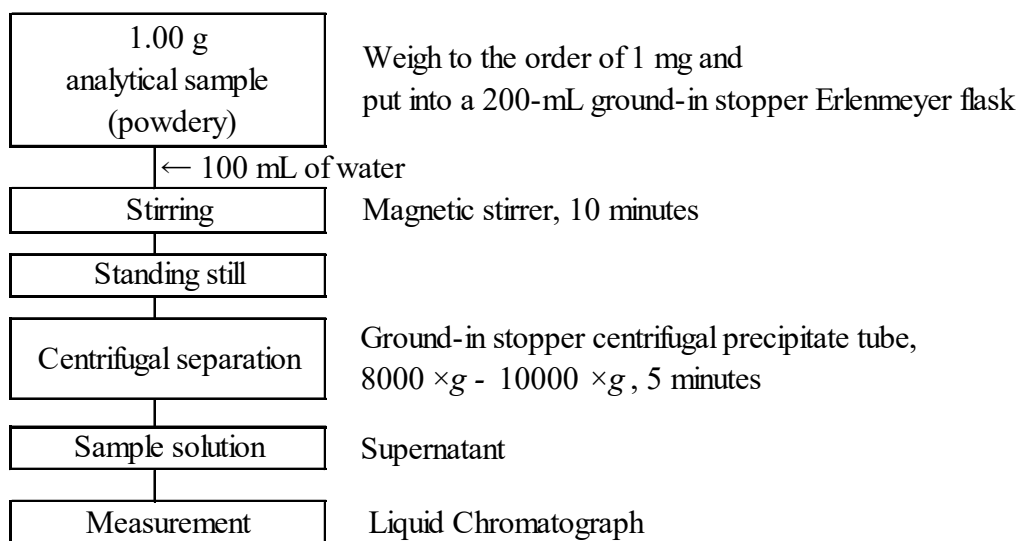 1.00 g
analytical sample
(powdery)
Weigh to the order of 1 mg and
put into a 200-mL ground-in stopper Erlenmeyer flask
← 100 mL of water
Stirring
Magnetic stirrer, 10 minutes
Standing still
Centrifugal separation
Ground-in stopper centrifugal precipitate tube,
8000 ×g - 10000 ×g , 5 minutes
Sample solution
Supernatant
Measurement
Liquid Chromatograph